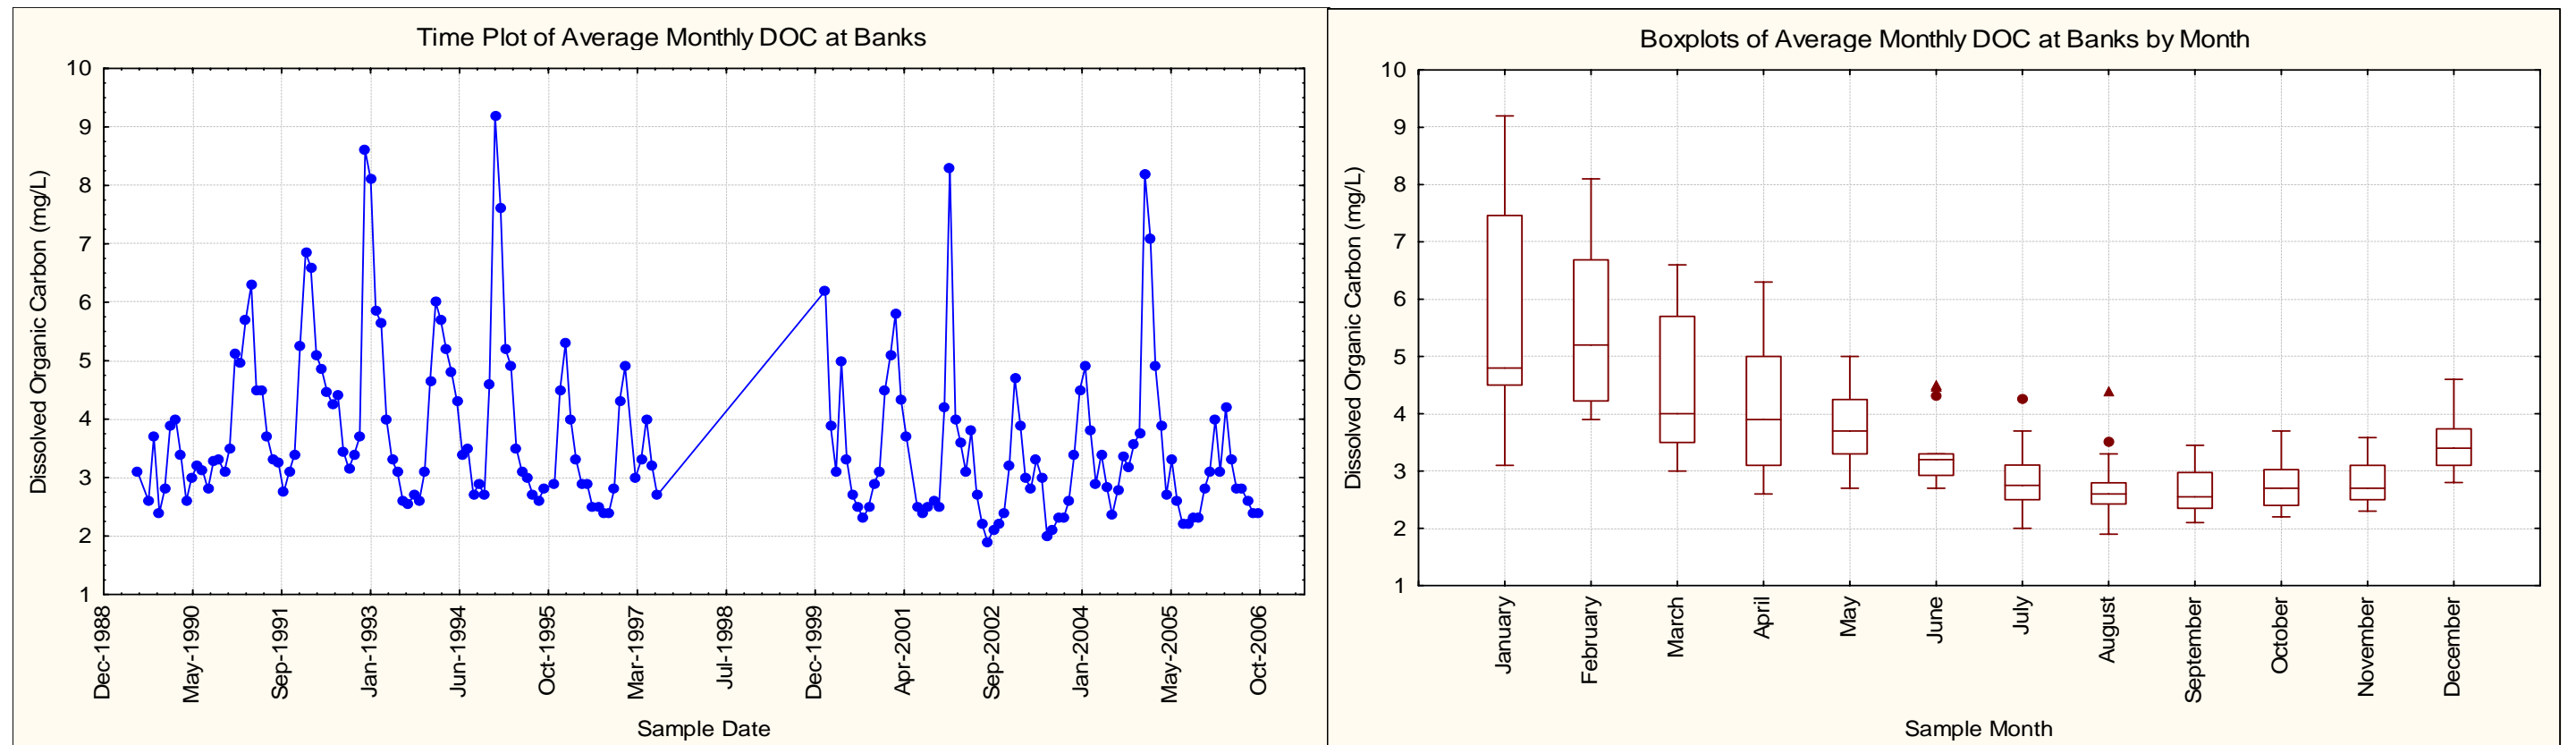 Time Plot of Average Monthly DOC at Banks
Dissolved Organic Carbon (mg/L)
10
9
8
7
6
5
4
3
2
1
Dec-1988
May-1990
Sep-1991
Jan-1993
Jun-1994
Oct-1995
Mar-1997
Jul-1998
Dec-1999
Apr-2001
Sep-2002
Jan-2004
May-2005
Oct-2006
Sample Date
Boxplots of Average Monthly DOC at Banks by Month
Dissolved Organic Carbon (mg/L)
10
9
8
7
6
5
4
3
2
1
January
February
March
April
May
June
July
August
September
October
November
December
Sample Month